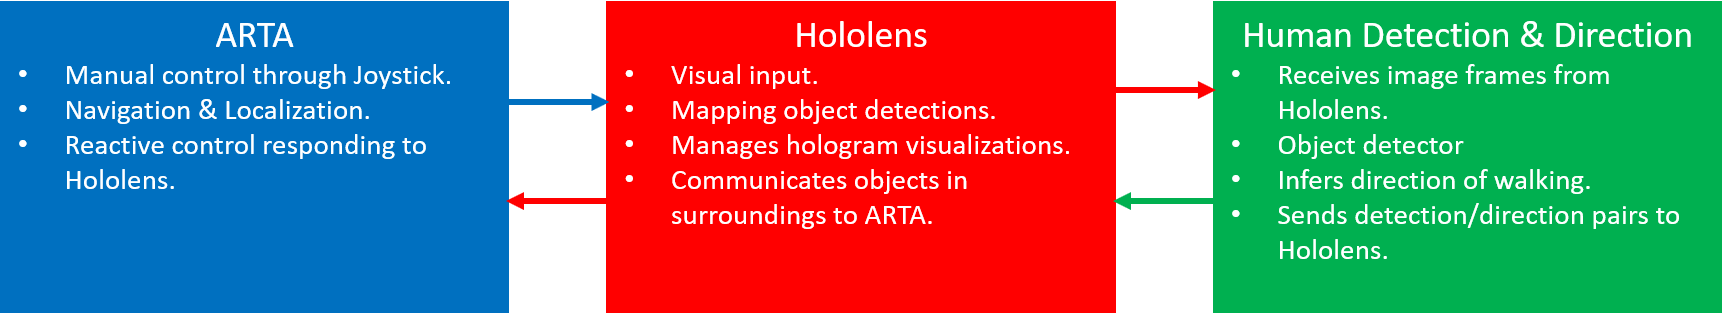 ARTA
• Manual control through Joystick.
• Navigation & Localization.
• Reactive control responding to
Hololens.
Hololens
• Visual input.
• Mapping object detections.
• Manages hologram visualizations.
• Communicates objects in
surroundings to ARTA.
Human Detection & Direction
• Receives image frames from
Hololens.
• Object detector
• Infers direction of walking.
• Sends detection/direction pairs to
Hololens.